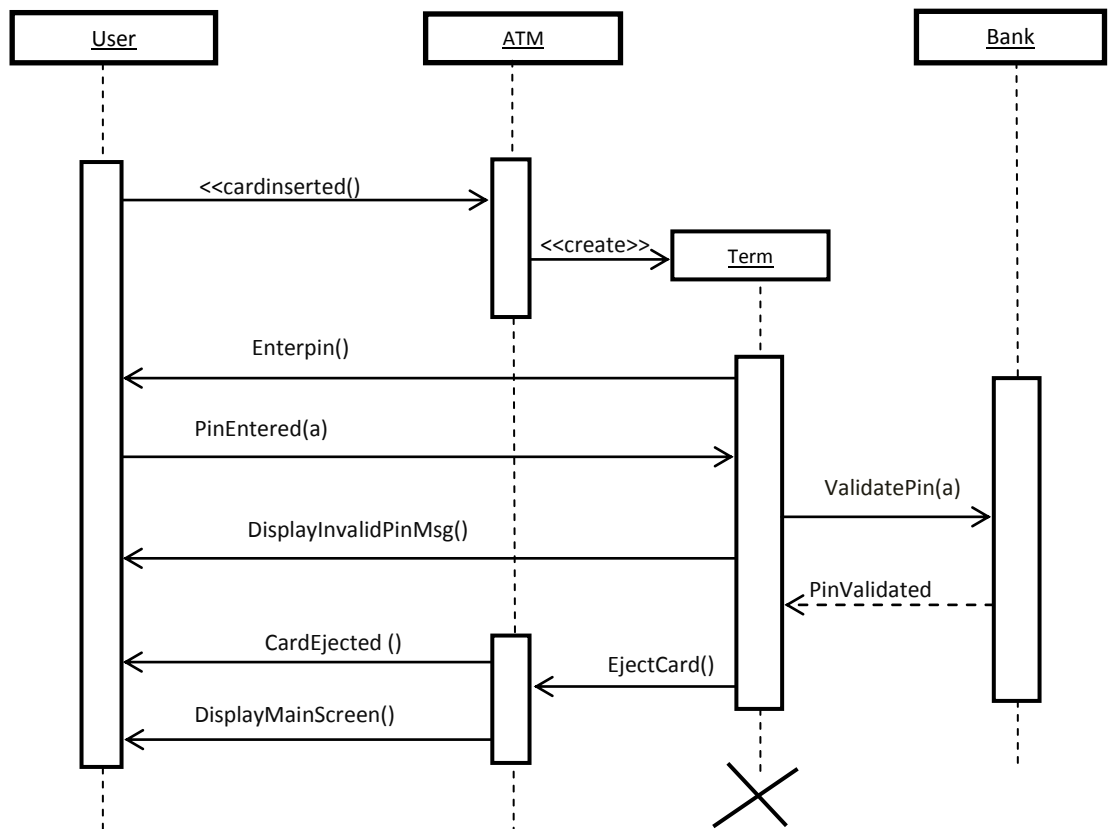 User
ATM
Bank
<<cardinserted()
<<create>>
Term
Enterpin()
PinEntered(a)
ValidatePin(a)
DisplayInvalidPinMsg()
PinValidated
CardEjected ()
EjectCard()
DisplayMainScreen()